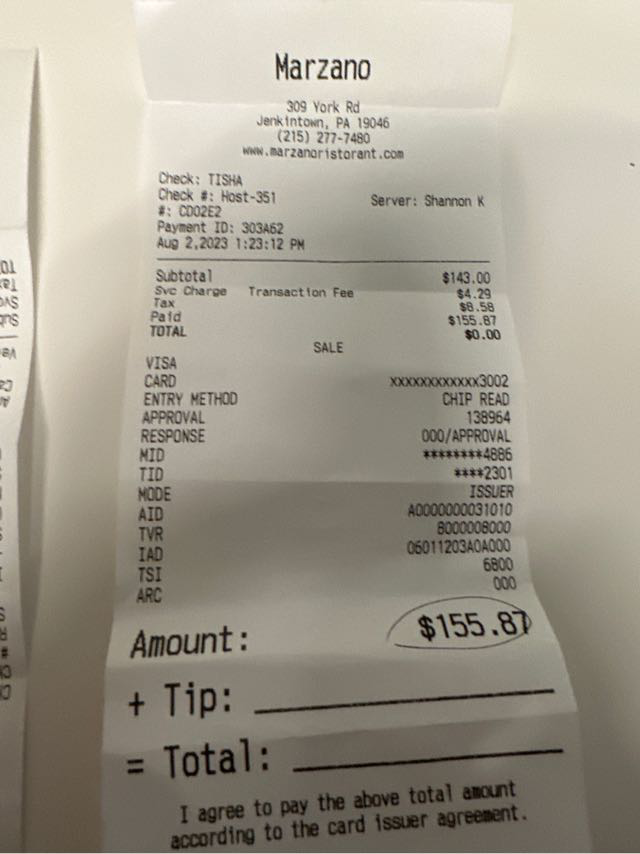 Marzano
309 York Rd
Jenkintown, PA 19046
(215) 277-7480
www.marzanoristorant.com
Check: TISHA
Check #: Host-351
Server: Shannon K
#: CD02E2
Payment ID: 303A62
Aug 2,2023 1:23:12 PM
Subtotal $143.00
Svc Charge Transaction Fee $4.29
Tax $8.58
Paid $155.87
TOTAL $0.00
SALE
VISA
CARD XXXXXXXXXXXX3002
ENTRY METHOD CHIP READ
APPROVAL 138964
RESPONSE 000/APPROVAL
MID ********4886
TID ****2301
MODE ISSUER
AID A0000000031010
TVR 8000008000
IAD 06011203A0A000
TSI 6800
ARC 000
Amount: $155.87
+ Tip:
= Total:
I agree to pay the above total amount
according to the card issuer agreement.